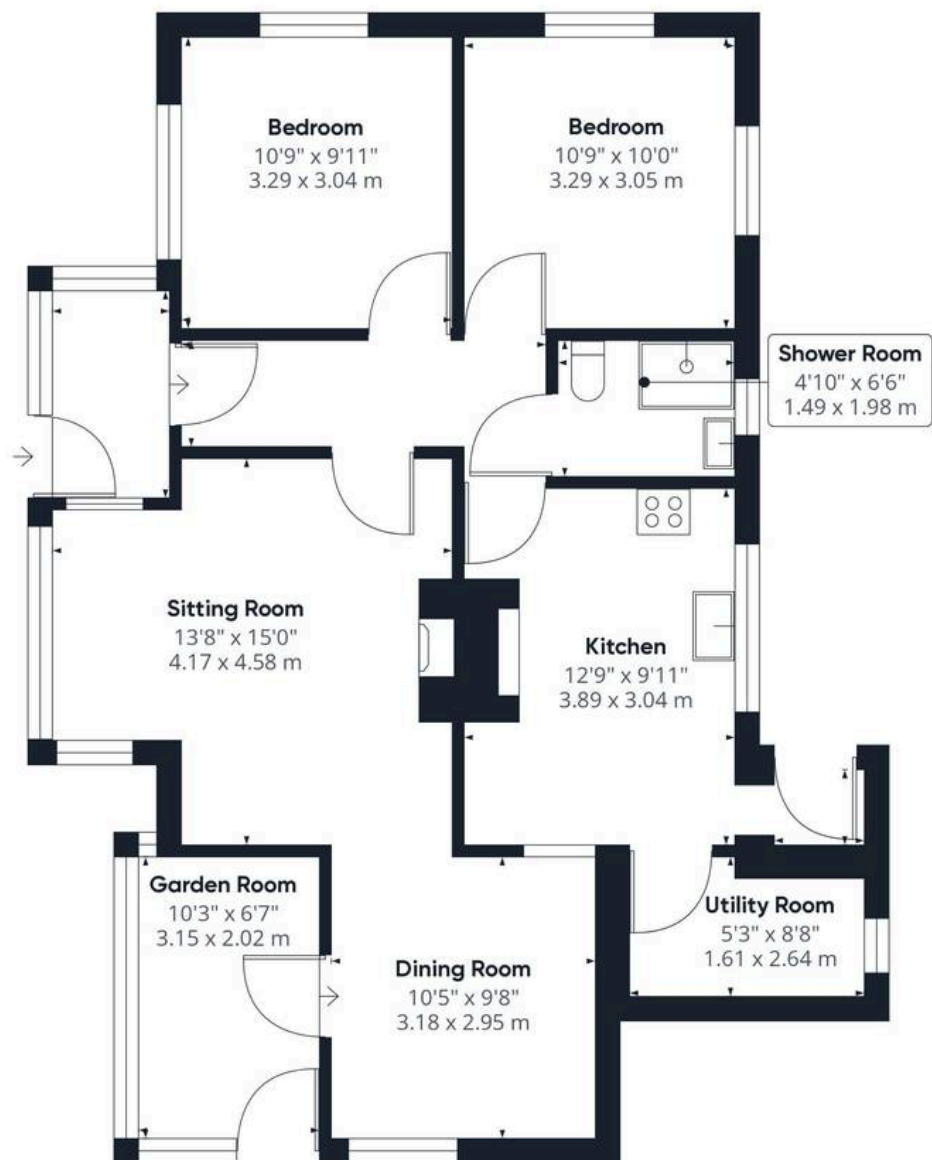 Bedroom
10'9" x 9'11"
3.29 x 3.04 m
Bedroom
10'9" x 10'0"
3.29 x 3.05 m
Shower Room
4'10" x 6'6"
1.49 x 1.98 m
Sitting Room
13'8" x 15'0"
4.17 x 4.58 m
Kitchen
12'9" x 9'11"
3.89 x 3.04 m
Garden Room
10'3" x 6'7"
3.15 x 2.02 m
Utility Room
5'3" x 8'8"
1.61 x 2.64 m
Dining Room
10'5" x 9'8"
3.18 x 2.95 m